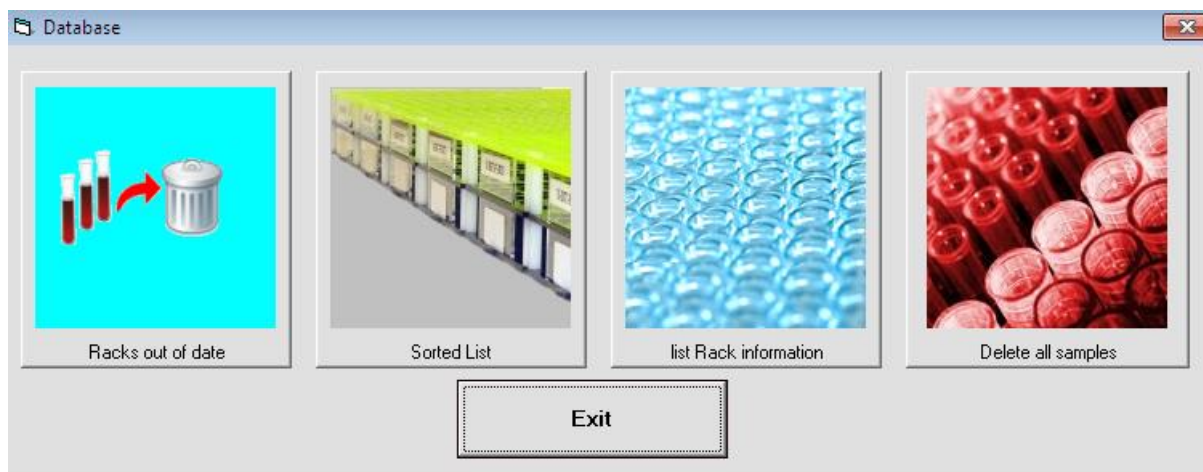 Database
Racks out of date
Sorted List
list Rack information
Delete all samples
Exit